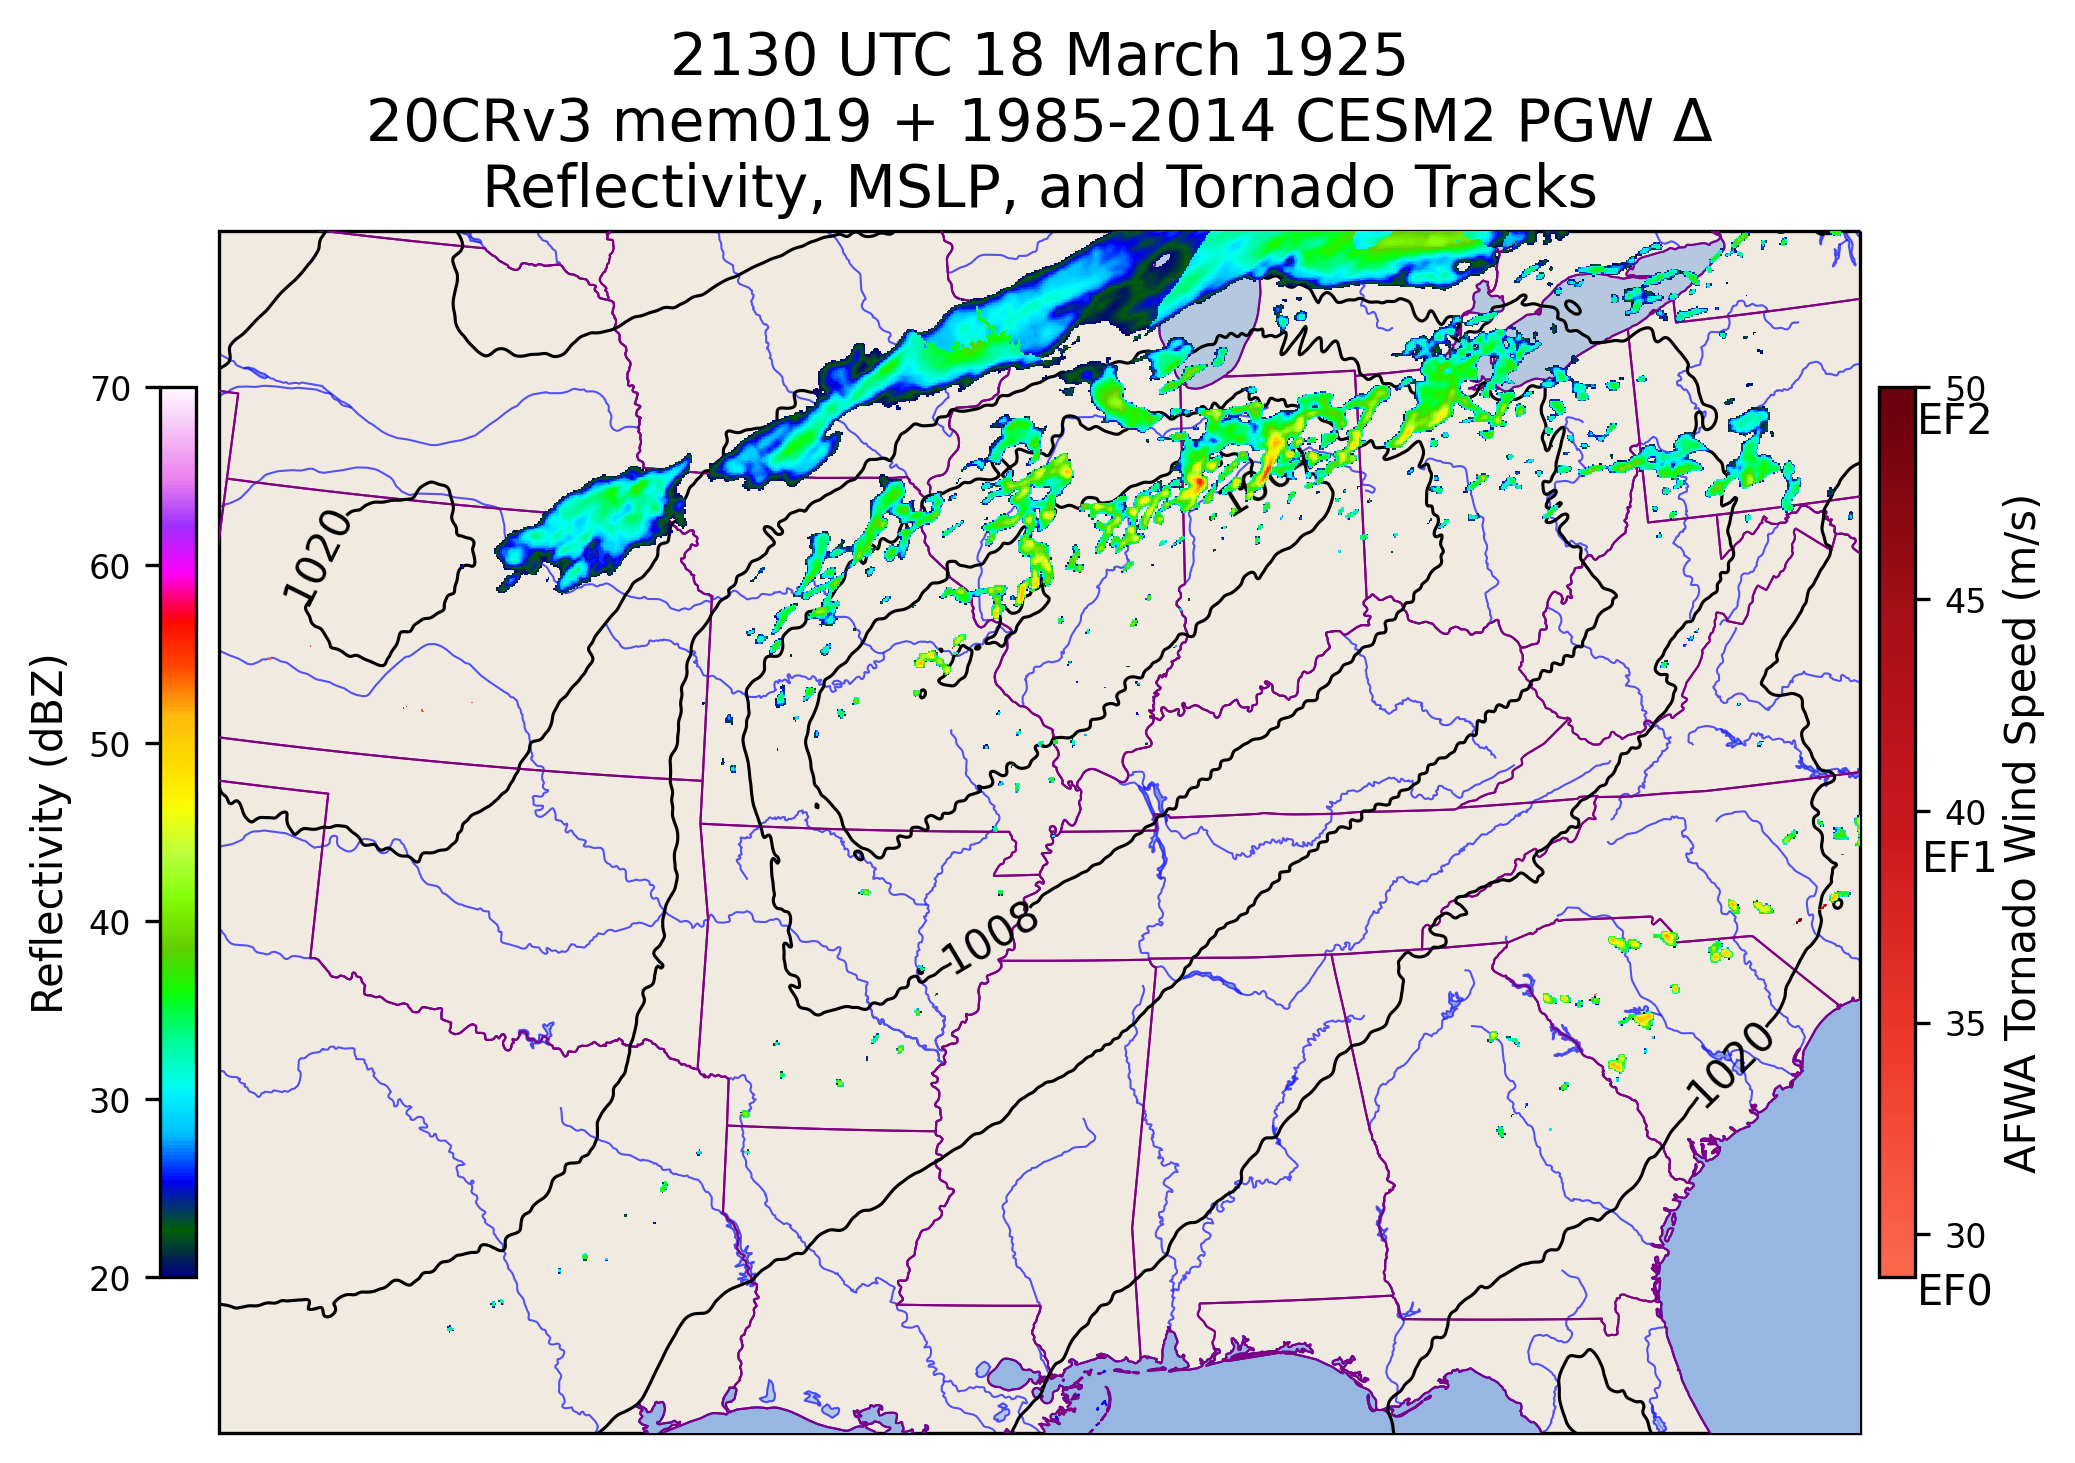 2130 UTC 18 March 1925
20CRv3 mem019 + 1985-2014 CESM2 PGW Δ
Reflectivity, MSLP, and Tornado Tracks
70
60
50
40
30
20
Reflectivity (dBZ)
1020
1008
1020
50
EF2
45
40
EF1
35
30
EF0
AFWA Tornado Wind Speed (m/s)